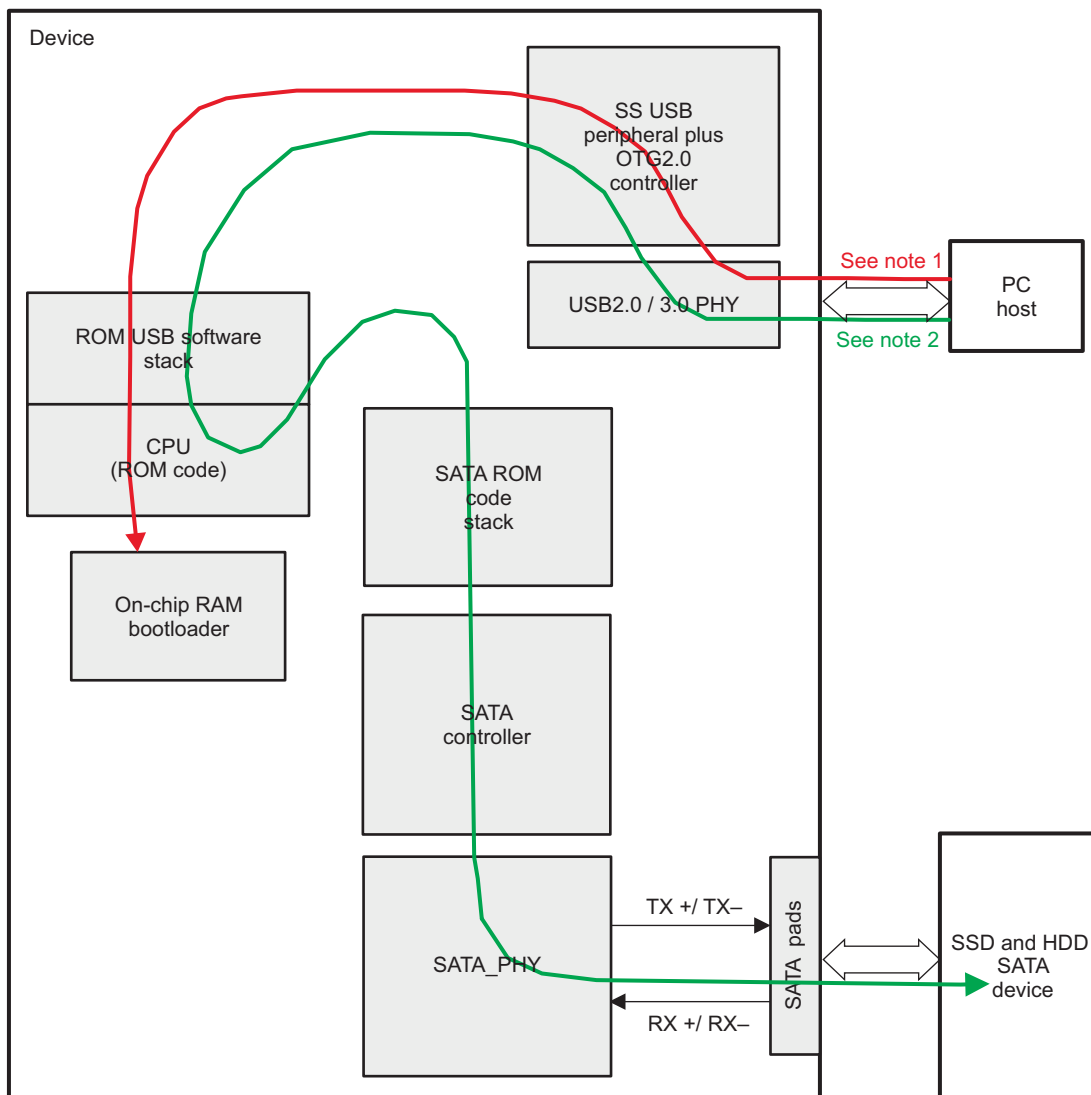 Device
SS USB
peripheral plus
OTG2.0
controller
See note 1
USB2.0 / 3.0 PHY
PC
host
See note 2
ROM USB software
stack
CPU
(ROM code)
SATA ROM
code
stack
On-chip RAM
bootloader
SATA
controller
TX +/ TX–
SATA pads
SSD and HDD
SATA
device
SATA_PHY
RX +/ RX–